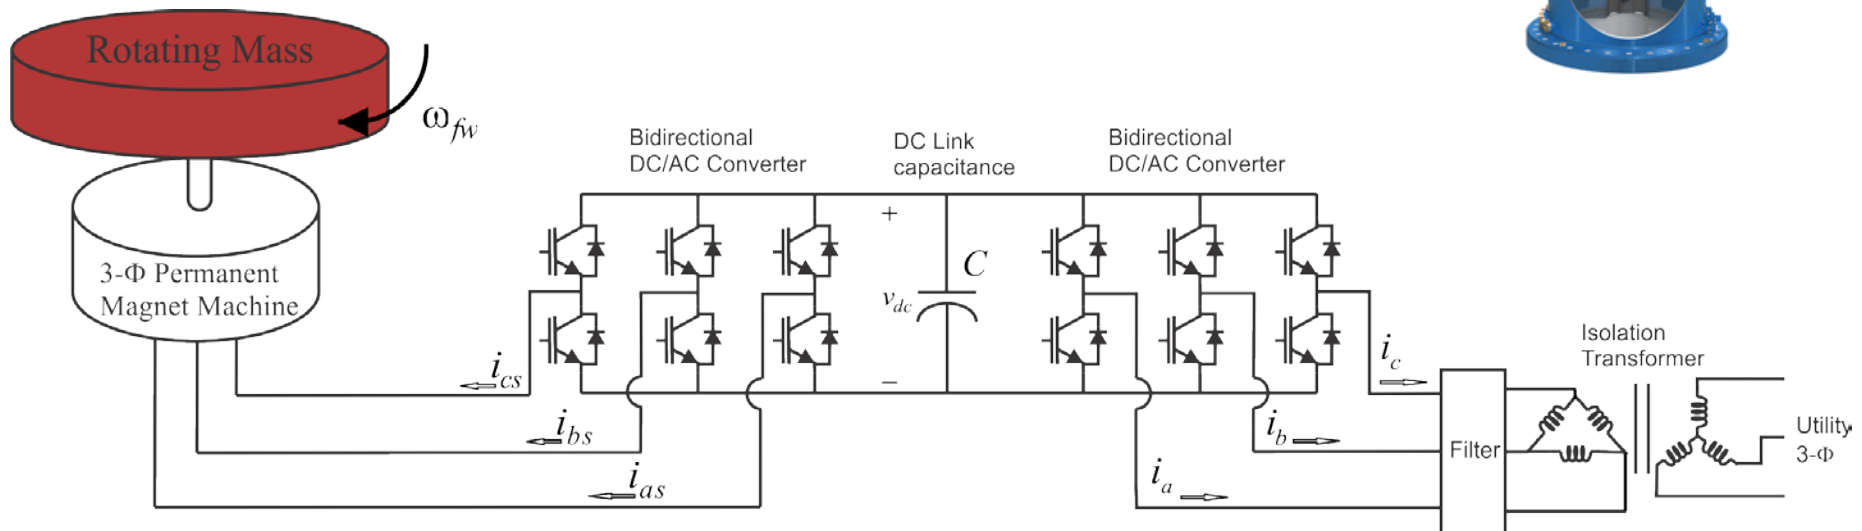 Rotating Mass
ω_fw
3-Φ Permanent
Magnet Machine
Bidirectional
DC/AC Converter
DC Link
capacitance
Bidirectional
DC/AC Converter
+
C
v_dc
−
i_cs
i_bs
i_as
i_c
i_b
i_a
Filter
Isolation
Transformer
Utility
3-Φ